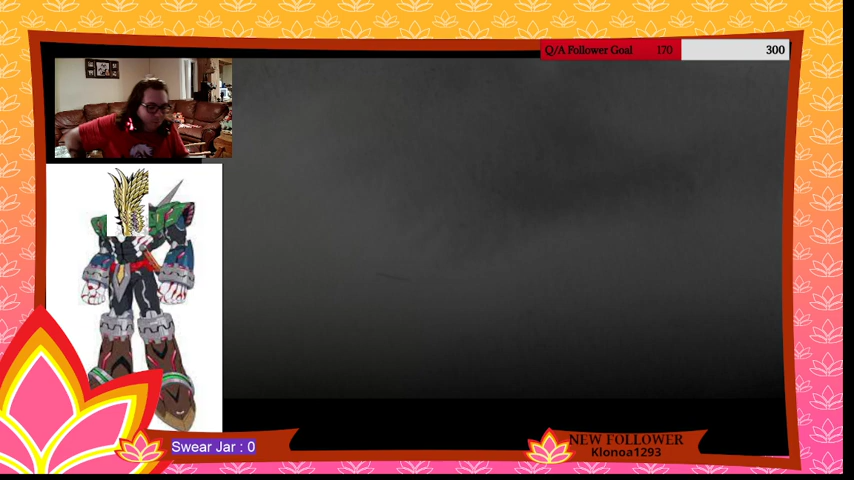 Q/A Follower Goal 170 300
Swear Jar : 0
NEW FOLLOWER
Klonoa1293